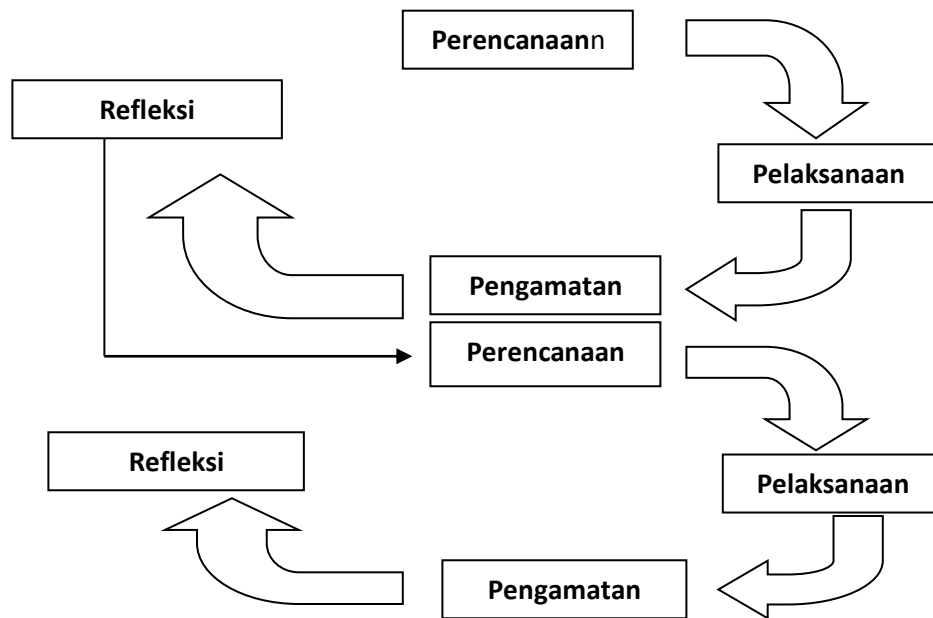 Perencanaann
Refleksi
Pelaksanaan
Pengamatan
Perencanaan
Refleksi
Pelaksanaan
Pengamatan